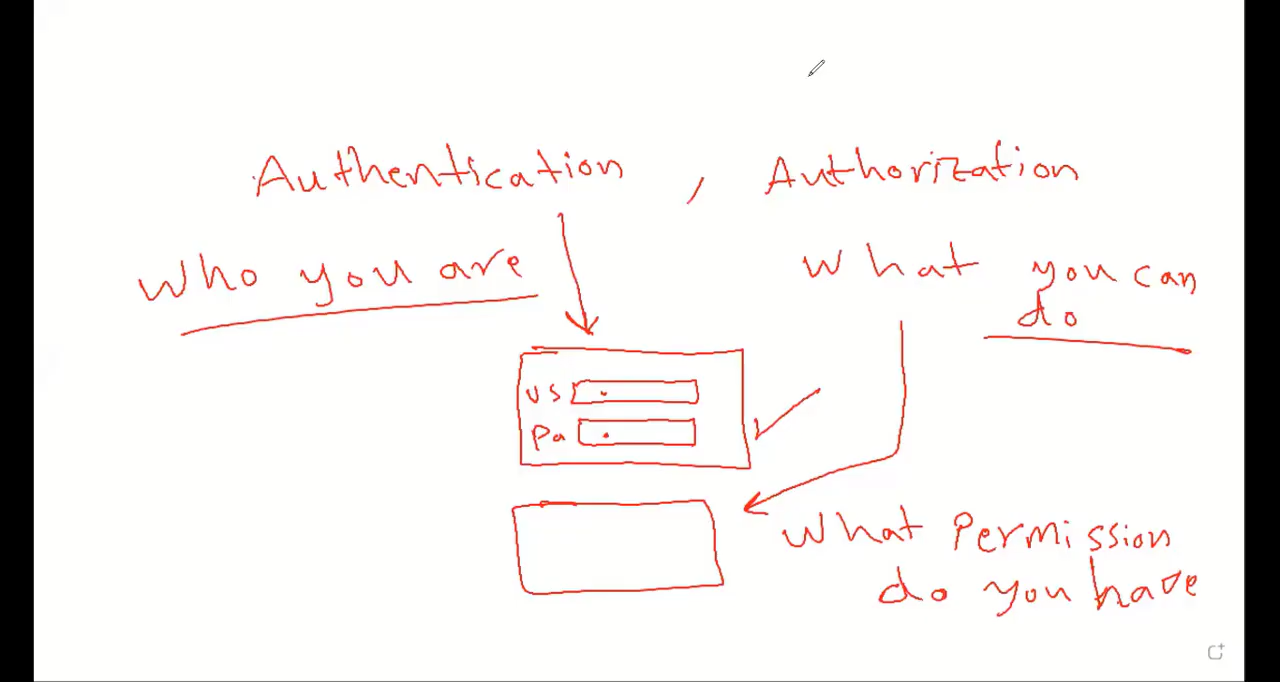 Authentication , Authorization
Who you are
What you can
do
us
Pa
What Permission
do you have